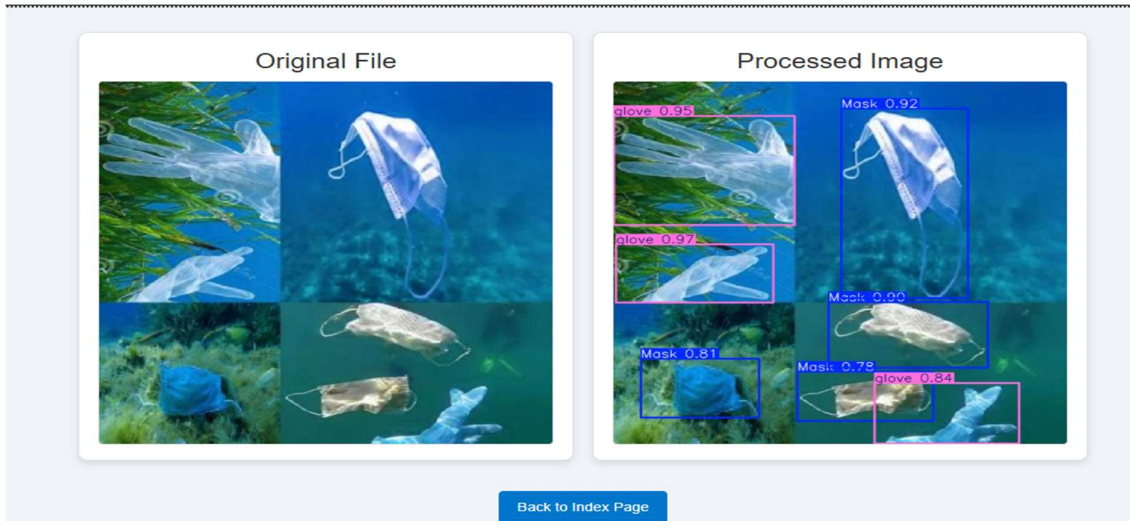 Original File
Processed Image
glove 0.95
Mask 0.92
glove 0.97
Mask 0.90
Mask 0.81
Mask 0.78
glove 0.84
Back to Index Page